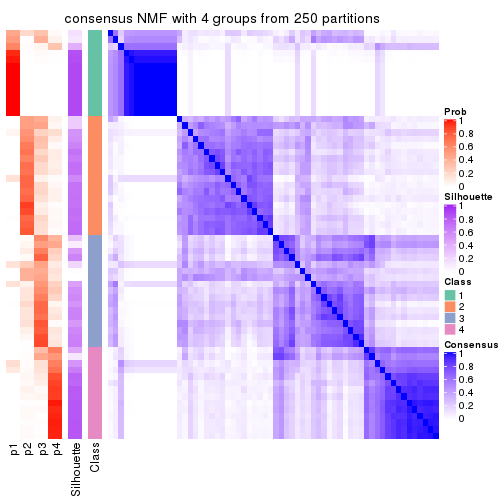 consensus NMF with 4 groups from 250 partitions
Prob
1
0.8
0.6
0.4
0.2
0
Silhouette
1
0.8
0.6
0.4
0.2
0
Class
1
2
3
4
Consensus
1
0.8
0.6
0.4
0.2
0
p1
p2
p3
p4
Silhouette
Class